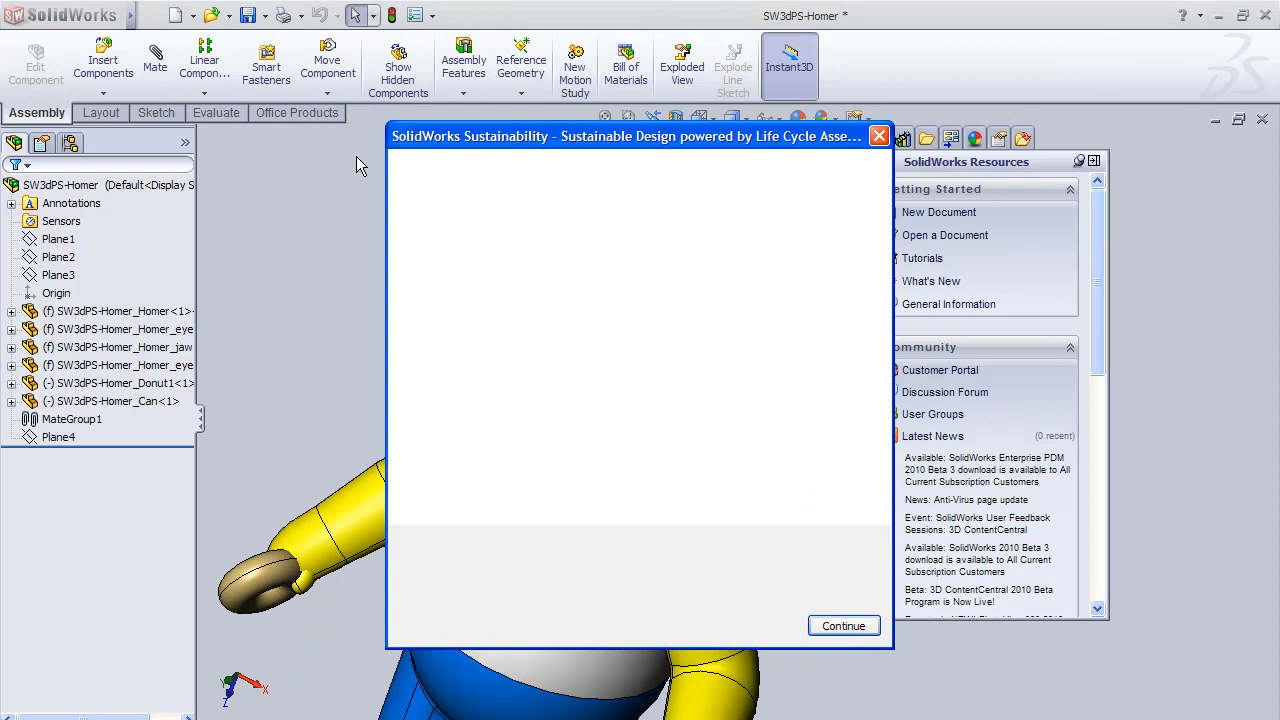 SolidWorks
SW3dPS-Homer *
Edit
Component
Insert
Components
Mate
Linear
Compon...
Smart
Fasteners
Move
Component
Show
Hidden
Components
Assembly
Features
Reference
Geometry
New
Motion
Study
Bill of
Materials
Exploded
View
Explode
Line
Sketch
Instant3D
Assembly
Layout
Sketch
Evaluate
Office Products
SW3dPS-Homer (Default<Display S
Annotations
Sensors
Plane1
Plane2
Plane3
Origin
(f) SW3dPS-Homer_Homer<1>
(f) SW3dPS-Homer_Homer_eye
(f) SW3dPS-Homer_Homer_jaw
(f) SW3dPS-Homer_Homer_eye
(-) SW3dPS-Homer_Donut1<1>
(-) SW3dPS-Homer_Can<1>
MateGroup1
Plane4
SolidWorks Sustainability - Sustainable Design powered by Life Cycle Asse...
Continue
SolidWorks Resources
etting Started
New Document
Open a Document
Tutorials
What's New
General Information
ommunity
Customer Portal
Discussion Forum
User Groups
Latest News (0 recent)
Available: SolidWorks Enterprise PDM
2010 Beta 3 download is available to All
Current Subscription Customers
News: Anti-Virus page update
Event: SolidWorks User Feedback
Sessions: 3D ContentCentral
Available: SolidWorks 2010 Beta 3
download is available to All Current
Subscription Customers
Beta: 3D ContentCentral 2010 Beta
Program is Now Live!
X
Y
Z